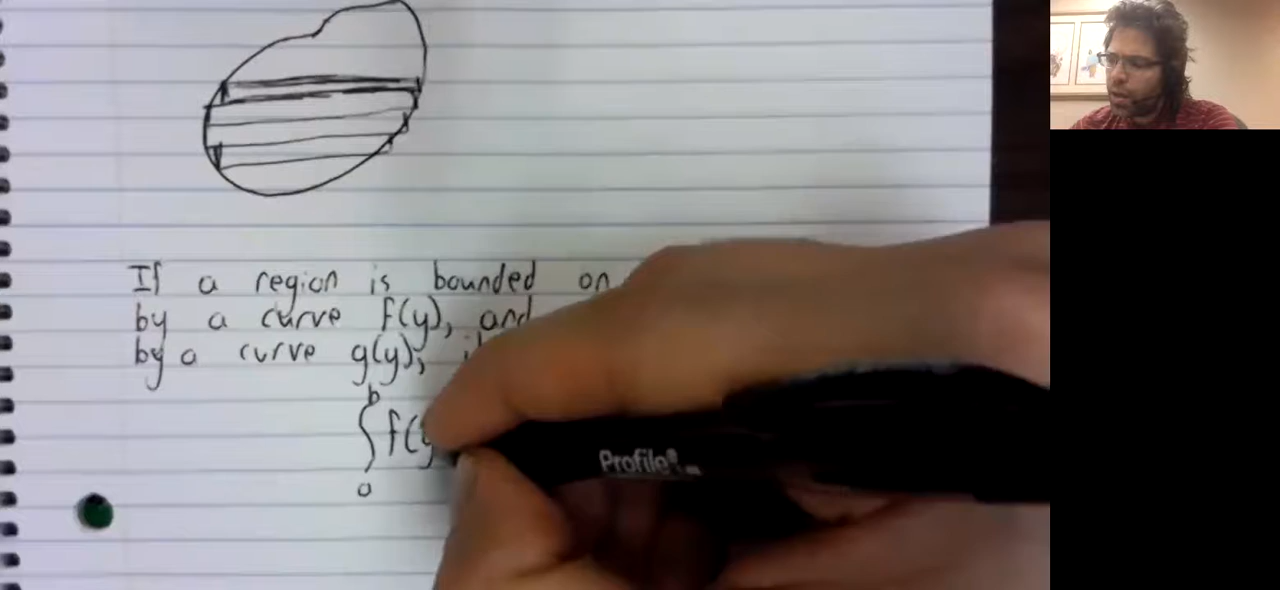 If a region is bounded on
by a curve f(y), and
by a curve g(y),
b
∫ f(y
a
Profile®